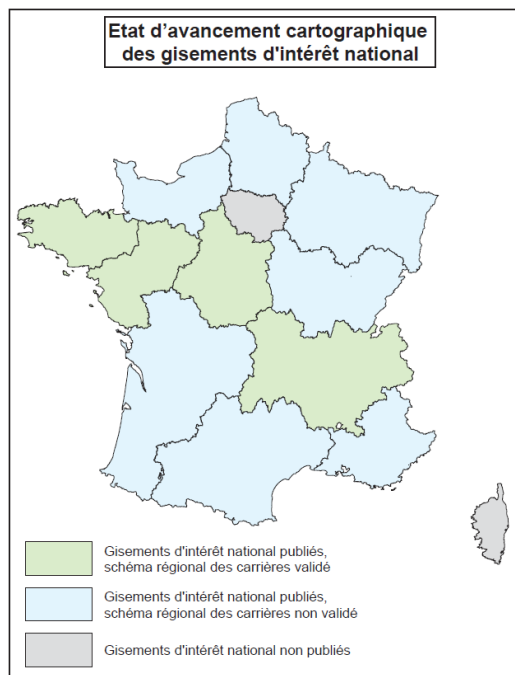 Etat d’avancement cartographique
des gisements d'intérêt national
Gisements d'intérêt national publiés,
schéma régional des carrières validé
Gisements d'intérêt national publiés,
schéma régional des carrières non validé
Gisements d'intérêt national non publiés